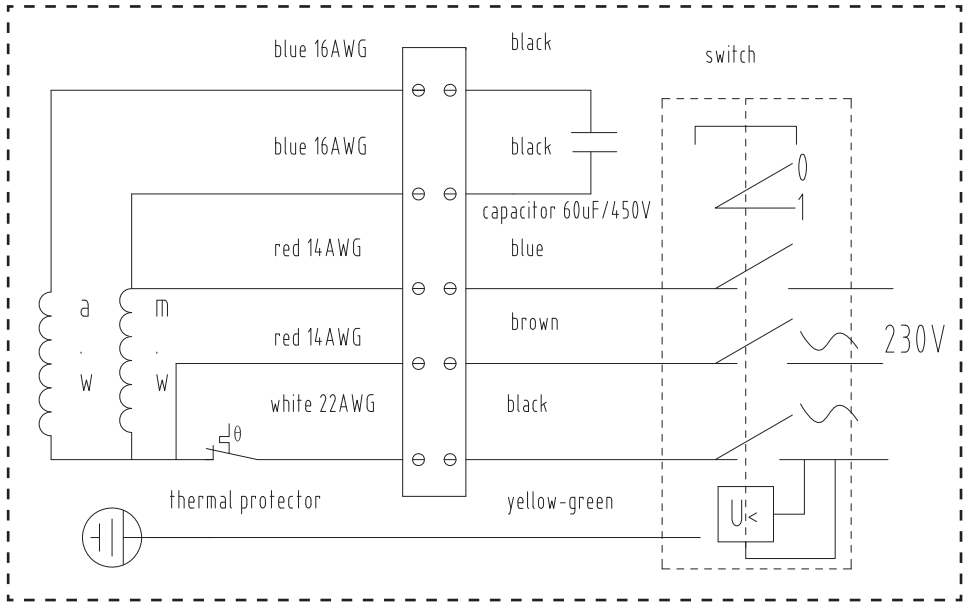 blue 16AWG
black
switch
blue 16AWG
black
0
1
capacitor 60uF/450V
red 14AWG
blue
a.w
m.w
red 14AWG
brown
230V
white 22AWG
black
θ
thermal protector
yellow-green
U<